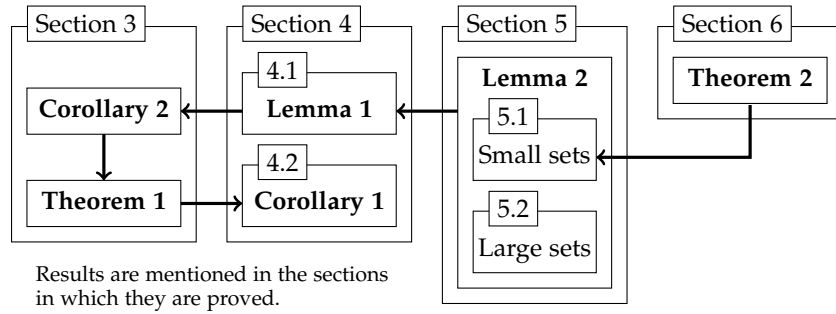 Section 3
Section 4
Section 5
Section 6
4.1
Lemma 2
Theorem 2
Corollary 2
Lemma 1
5.1
Small sets
4.2
Theorem 1
Corollary 1
5.2
Large sets
Results are mentioned in the sections
in which they are proved.